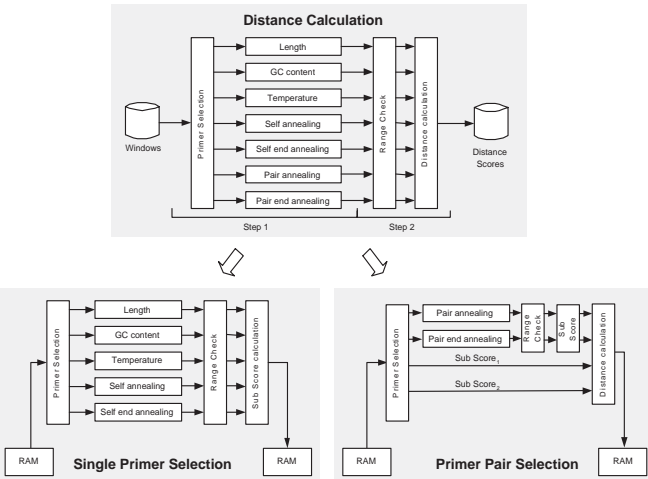 Distance Calculation
Windows
Primer Selection
Length
GC content
Temperature
Self annealing
Self end annealing
Pair annealing
Pair end annealing
Range Check
Distance calculation
Distance
Scores
Step 1
Step 2
RAM
Primer Selection
Length
GC content
Temperature
Self annealing
Self end annealing
Range Check
Sub Score calculation
RAM
Single Primer Selection
RAM
Primer Selection
Pair annealing
Pair end annealing
Sub Score1
Sub Score2
Range
Check
Sub
Score
Distance calculation
RAM
Primer Pair Selection